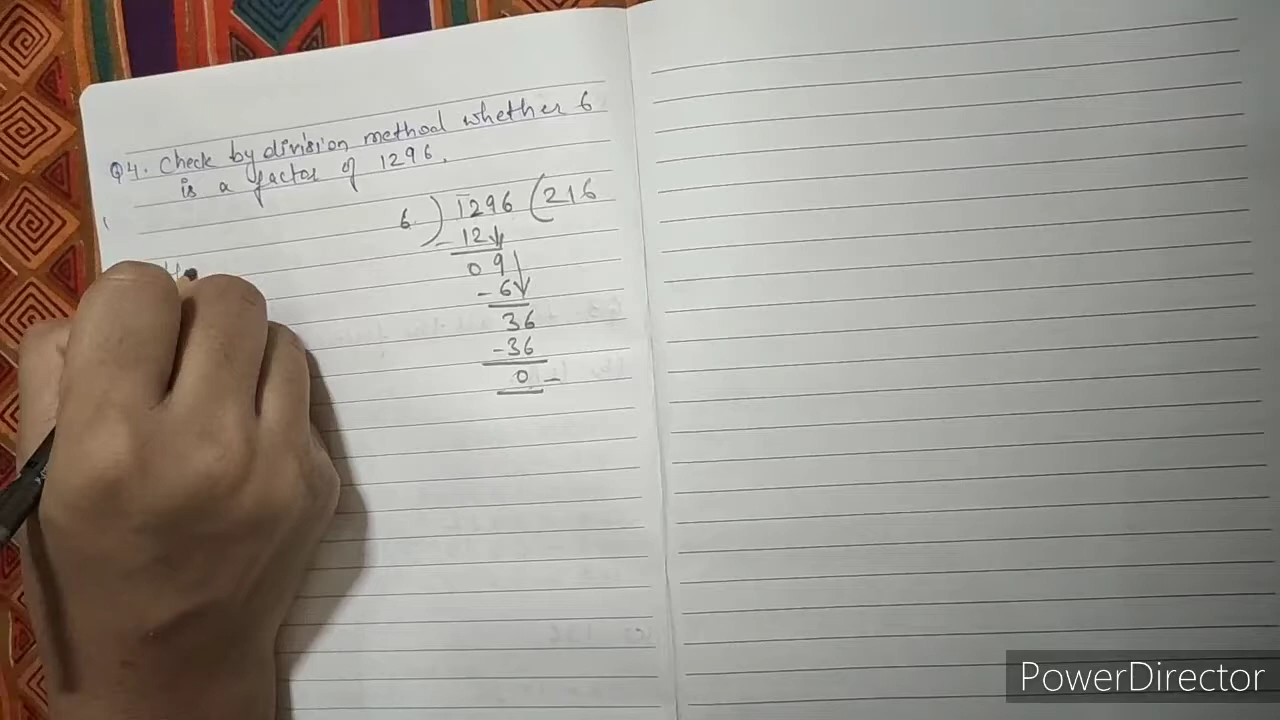 Q4. Check by division method whether 6
is a factor of 1296.
6 ) 1296 ( 216
- 12
09
- 6
36
-36
0
PowerDirector